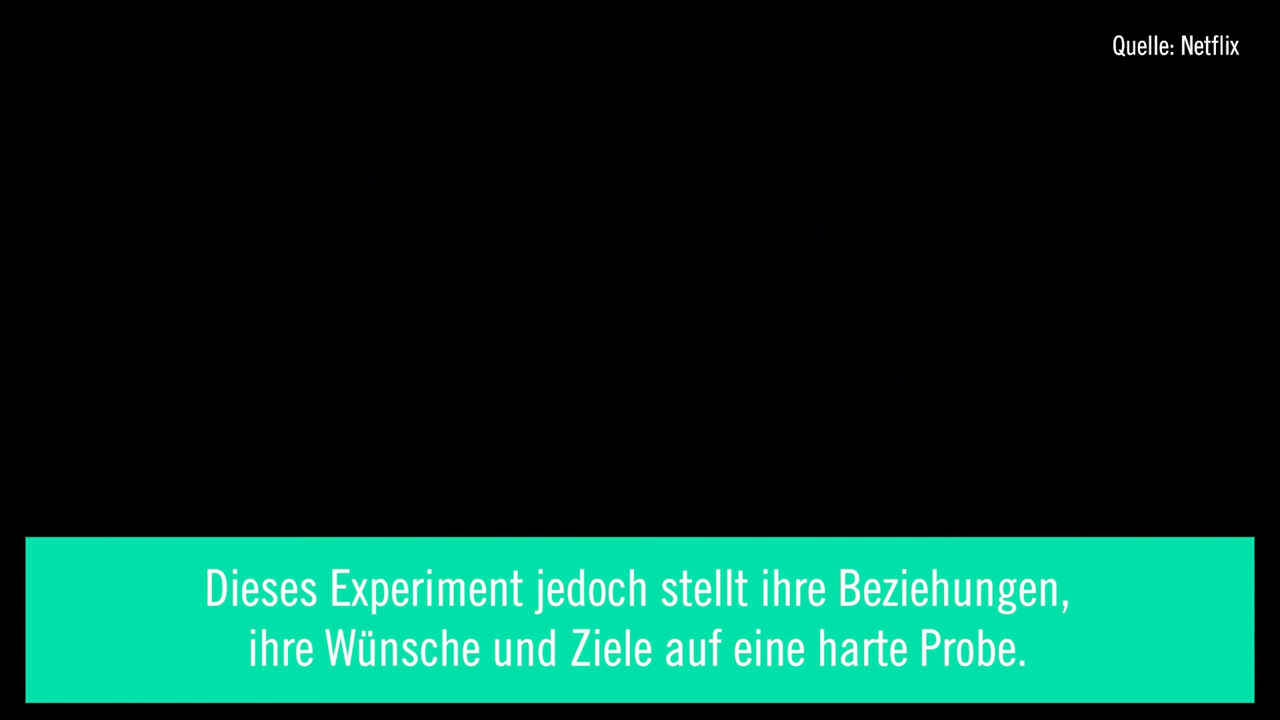 Quelle: Netflix
Dieses Experiment jedoch stellt ihre Beziehungen,
ihre Wünsche und Ziele auf eine harte Probe.